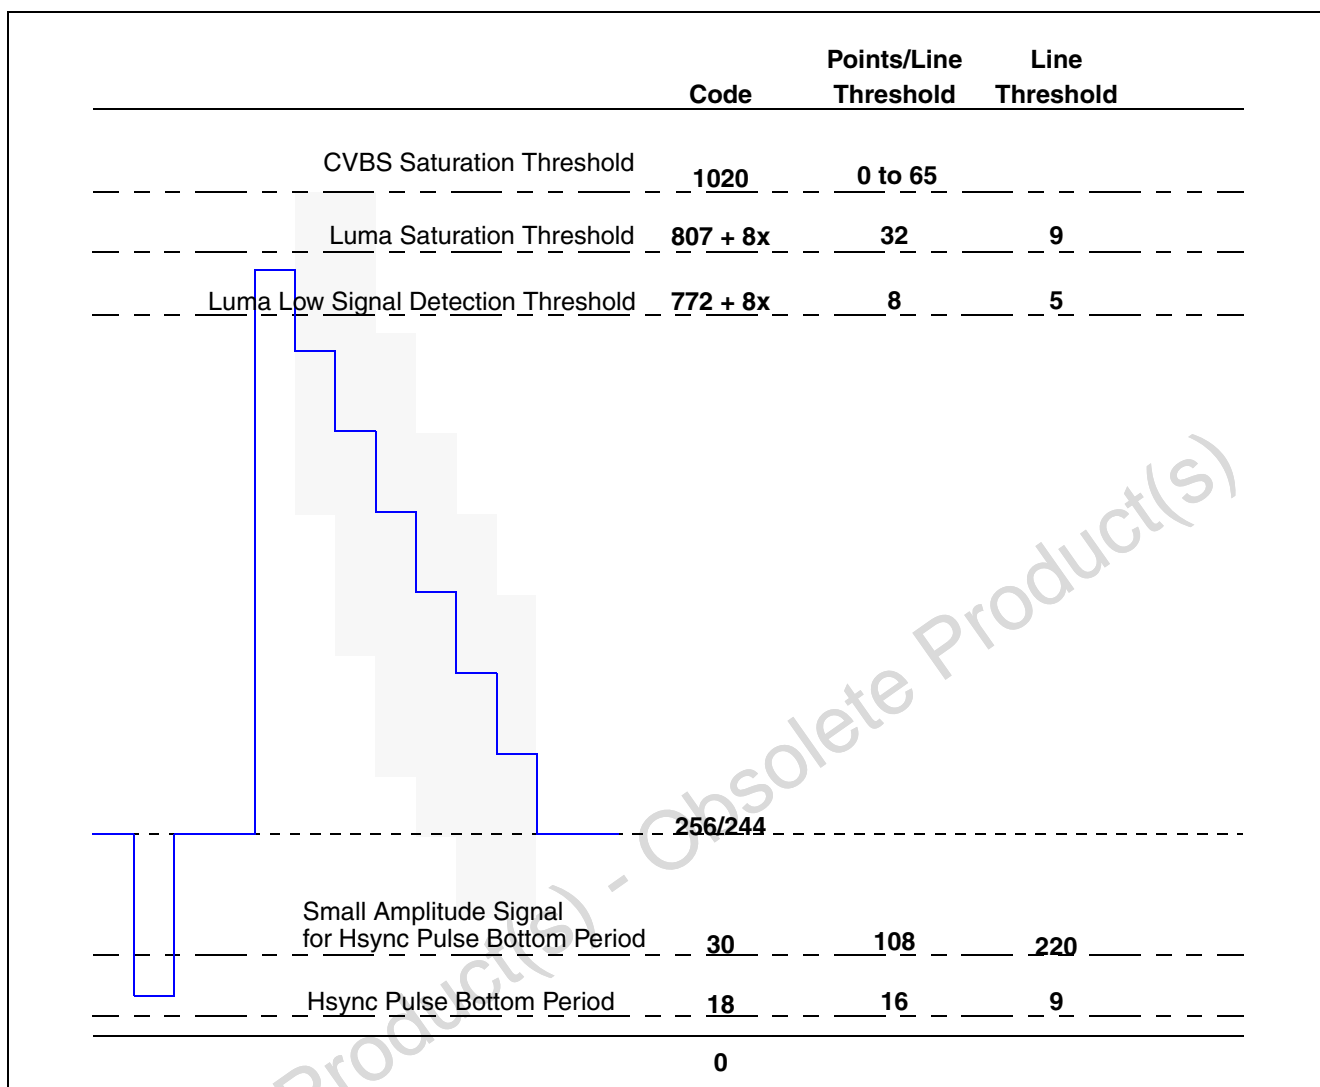 Points/Line Line
Code Threshold Threshold
CVBS Saturation Threshold 1020 0 to 65
Luma Saturation Threshold 807 + 8x 32 9
Luma Low Signal Detection Threshold 772 + 8x 8 5
256/244
Small Amplitude Signal
for Hsync Pulse Bottom Period 30 108 220
Hsync Pulse Bottom Period 18 16 9
0
Product(s) - Obsolete Product(s)